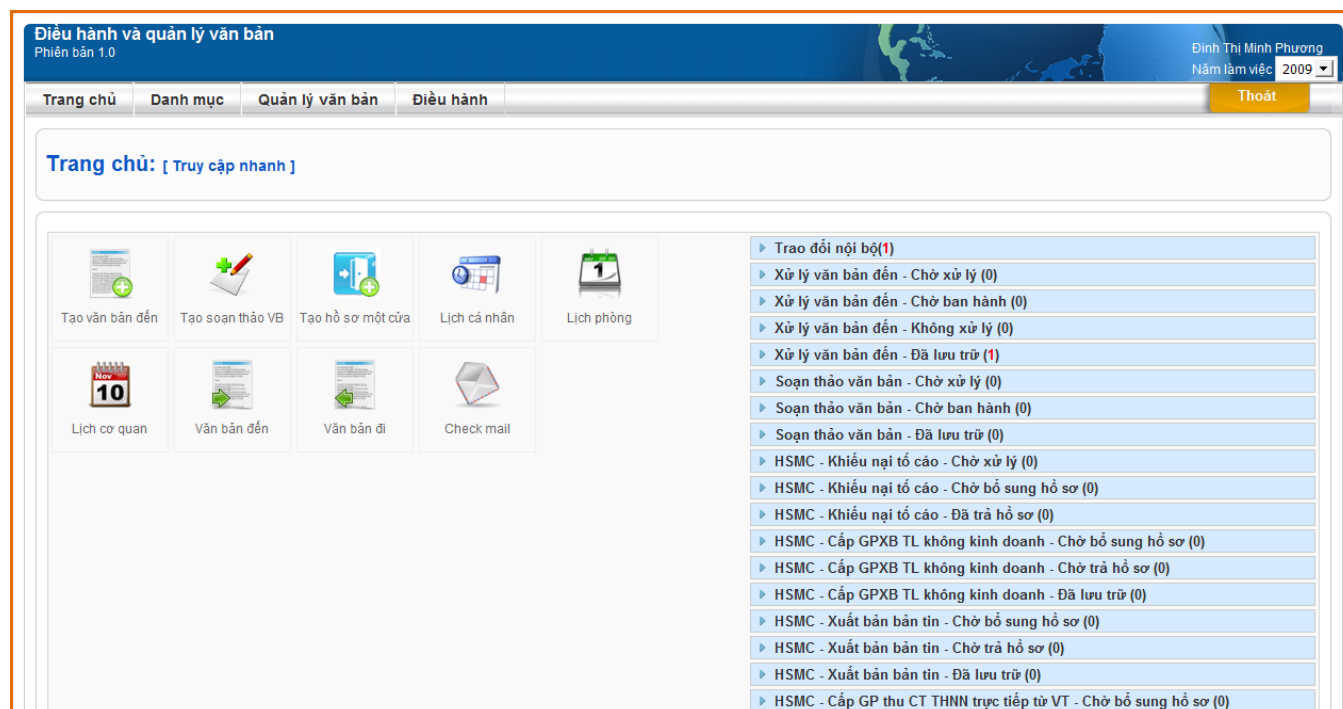 Điều hành và quản lý văn bản
Phiên bản 1.0
Đinh Thị Minh Phương
Năm làm việc 2009
Trang chủ Danh mục Quản lý văn bản Điều hành Thoát
Trang chủ: [ Truy cập nhanh ]
Tạo văn bản đến Tạo soạn thảo VB Tạo hồ sơ một cửa Lịch cá nhân 1 Lịch phòng
Nov
10
Lịch cơ quan Văn bản đến Văn bản đi Check mail
Trao đổi nội bộ(1)
Xử lý văn bản đến - Chờ xử lý (0)
Xử lý văn bản đến - Chờ ban hành (0)
Xử lý văn bản đến - Không xử lý (0)
Xử lý văn bản đến - Đã lưu trữ (1)
Soạn thảo văn bản - Chờ xử lý (0)
Soạn thảo văn bản - Chờ ban hành (0)
Soạn thảo văn bản - Đã lưu trữ (0)
HSMC - Khiếu nại tố cáo - Chờ xử lý (0)
HSMC - Khiếu nại tố cáo - Chờ bổ sung hồ sơ (0)
HSMC - Khiếu nại tố cáo - Đã trả hồ sơ (0)
HSMC - Cấp GPXB TL không kinh doanh - Chờ bổ sung hồ sơ (0)
HSMC - Cấp GPXB TL không kinh doanh - Chờ trả hồ sơ (0)
HSMC - Cấp GPXB TL không kinh doanh - Đã lưu trữ (0)
HSMC - Xuất bản bản tin - Chờ bổ sung hồ sơ (0)
HSMC - Xuất bản bản tin - Chờ trả hồ sơ (0)
HSMC - Xuất bản bản tin - Đã lưu trữ (0)
HSMC - Cấp GP thu CT THNN trực tiếp từ VT - Chờ bổ sung hồ sơ (0)